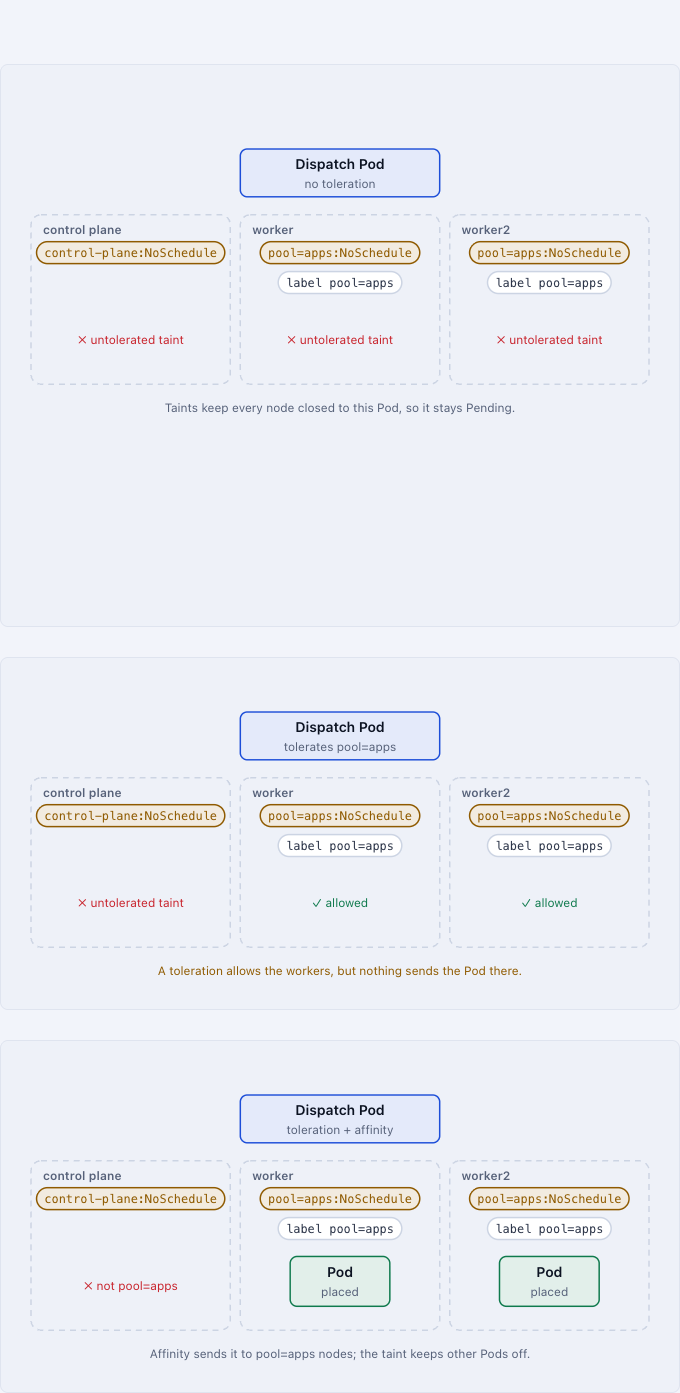 Dispatch Pod
no toleration
control plane
worker
worker2
control-plane:NoSchedule
pool=apps:NoSchedule
pool=apps:NoSchedule
label pool=apps
label pool=apps
✕ untolerated taint
✕ untolerated taint
✕ untolerated taint
Taints keep every node closed to this Pod, so it stays Pending.
Dispatch Pod
tolerates pool=apps
control plane
worker
worker2
control-plane:NoSchedule
pool=apps:NoSchedule
pool=apps:NoSchedule
label pool=apps
label pool=apps
✕ untolerated taint
✓ allowed
✓ allowed
A toleration allows the workers, but nothing sends the Pod there.
Dispatch Pod
toleration + affinity
control plane
worker
worker2
control-plane:NoSchedule
pool=apps:NoSchedule
pool=apps:NoSchedule
label pool=apps
label pool=apps
✕ not pool=apps
Pod
placed
Pod
placed
Affinity sends it to pool=apps nodes; the taint keeps other Pods off.